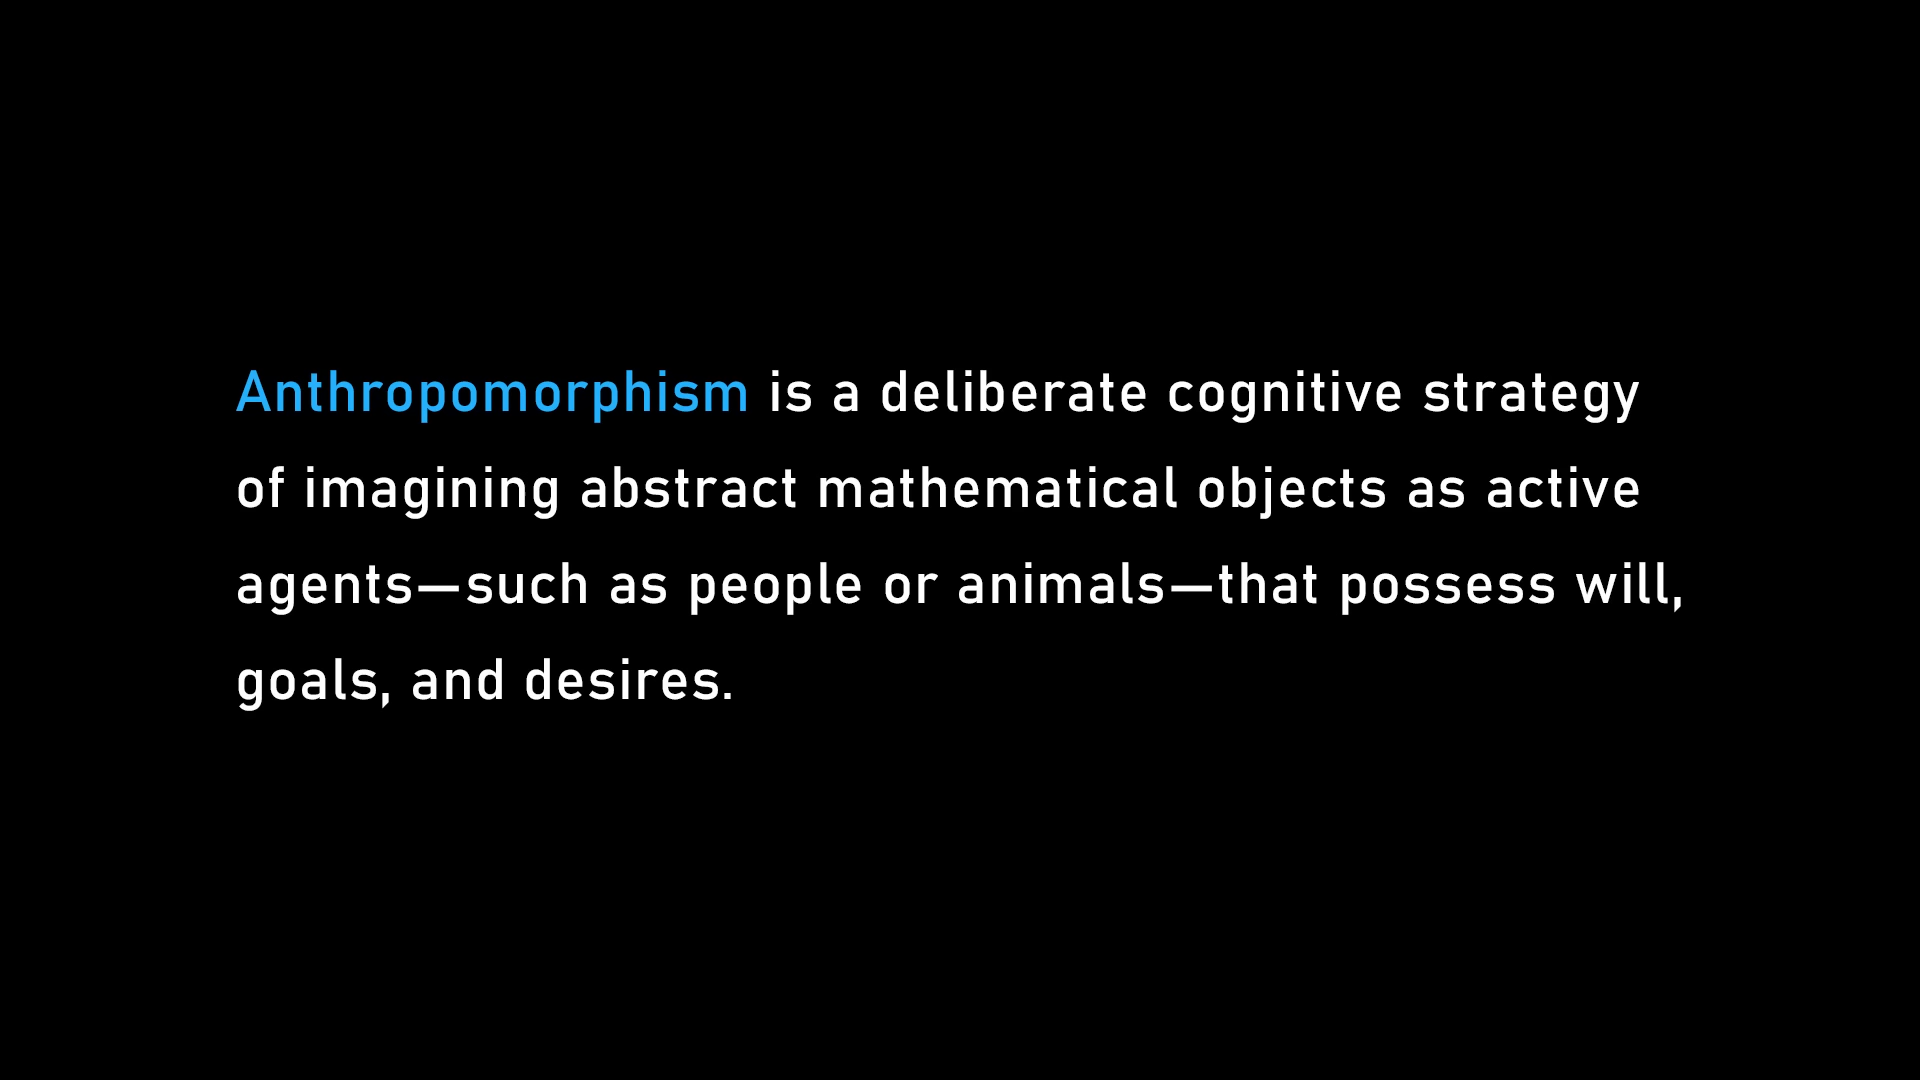 Anthropomorphism is a deliberate cognitive strategy
of imagining abstract mathematical objects as active
agents—such as people or animals—that possess will,
goals, and desires.